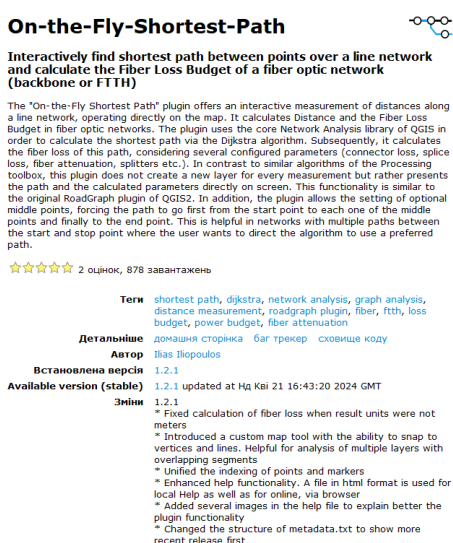 On-the-Fly-Shortest-Path
Interactively find shortest path between points over a line network
and calculate the Fiber Loss Budget of a fiber optic network
(backbone or FTTH)
The "On-the-Fly Shortest Path" plugin offers an interactive measurement of distances along
a line network, operating directly on the map. It calculates Distance and the Fiber Loss
Budget in fiber optic networks. The plugin uses the core Network Analysis library of QGIS in
order to calculate the shortest path via the Dijkstra algorithm. Subsequently, it calculates
the fiber loss of this path, considering several configured parameters (connector loss, splice
loss, fiber attenuation, splitters etc.). In contrast to similar algorithms of the Processing
toolbox, this plugin does not create a new layer for every measurement but rather presents
the path and the calculated parameters directly on screen. This functionality is similar to
the original RoadGraph plugin of QGIS2. In addition, the plugin allows the setting of optional
middle points, forcing the path to go first from the start point to each one of the middle
points and finally to the end point. This is helpful in networks with multiple paths between
the start and stop point where the user wants to direct the algorithm to use a preferred
path.
2 оцінок, 878 завантажень
Теги shortest path, dijkstra, network analysis, graph analysis,
distance measurement, roadgraph plugin, fiber, ftth, loss
budget, power budget, fiber attenuation
Детальніше домашня сторінка баг трекер сховище коду
Автор Ilias Iliopoulos
Встановлена версія 1.2.1
Available version (stable) 1.2.1 updated at Нд Кві 21 16:43:20 2024 GMT
Зміни 1.2.1
* Fixed calculation of fiber loss when result units were not
meters
* Introduced a custom map tool with the ability to snap to
vertices and lines. Helpful for analysis of multiple layers with
overlapping segments
* Unified the indexing of points and markers
* Enhanced help functionality. A file in html format is used for
local Help as well as for online, via browser
* Added several images in the help file to explain better the
plugin functionality
* Changed the structure of metadata.txt to show more
recent release first